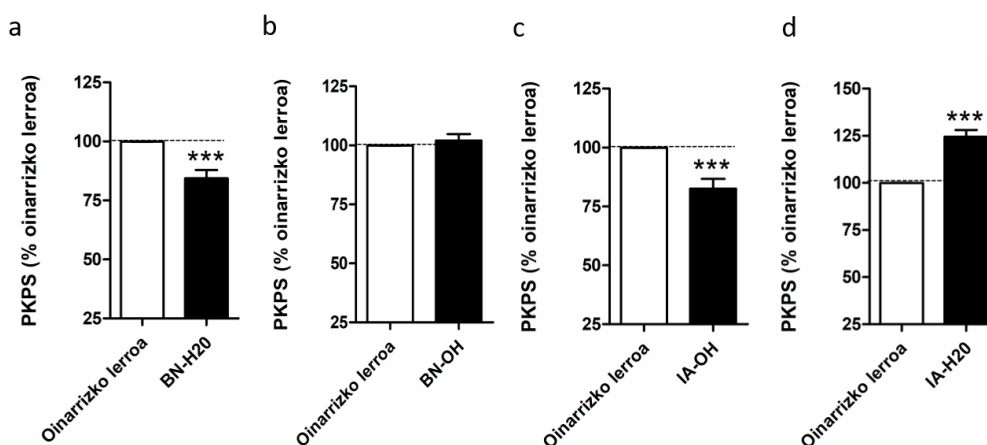 a
PKPS (% oinarrizko lerroa)
125
100
75
50
25
***
Oinarrizko lerroa
BN-H20
b
PKPS (% oinarrizko lerroa)
125
100
75
50
25
Oinarrizko lerroa
BN-OH
c
PKPS (% oinarrizko lerroa)
125
100
75
50
25
***
Oinarrizko lerroa
IA-OH
d
PKPS (% oinarrizko lerroa)
150
125
100
75
50
25
***
Oinarrizko lerroa
IA-H20